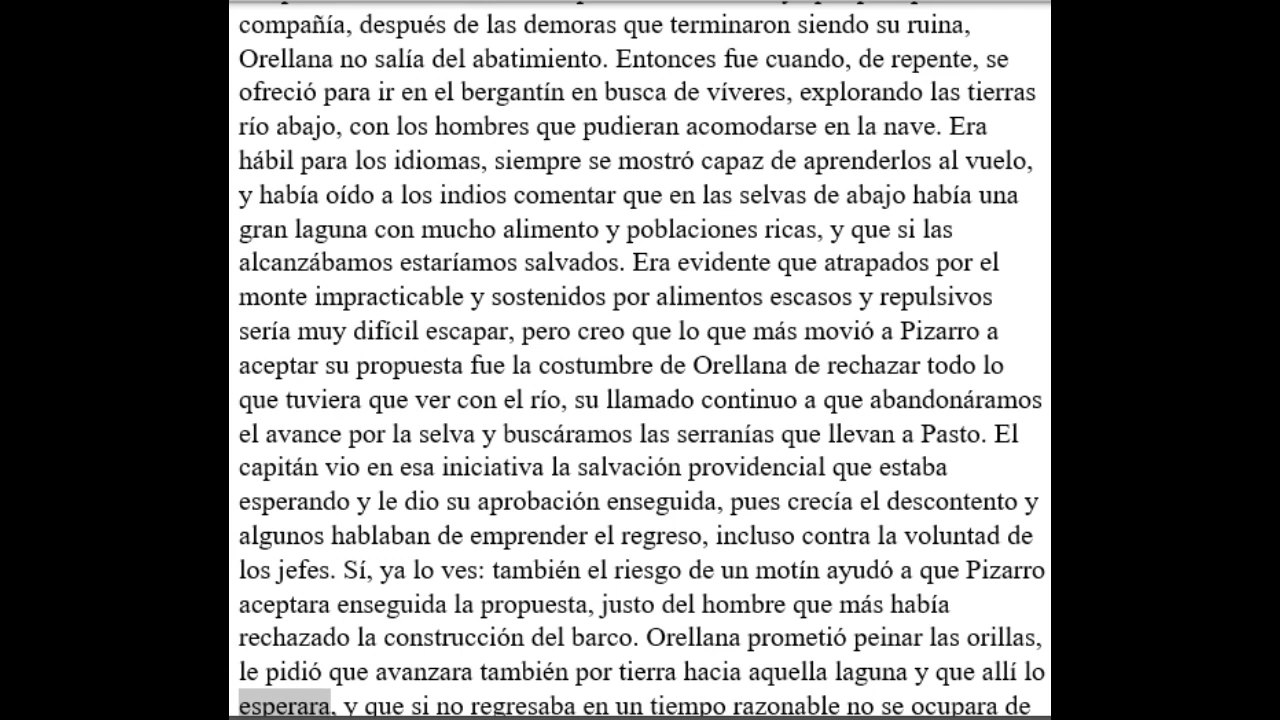 compañía, después de las demoras que terminaron siendo su ruina,
Orellana no salía del abatimiento. Entonces fue cuando, de repente, se
ofreció para ir en el bergantín en busca de víveres, explorando las tierras
río abajo, con los hombres que pudieran acomodarse en la nave. Era
hábil para los idiomas, siempre se mostró capaz de aprenderlos al vuelo,
y había oído a los indios comentar que en las selvas de abajo había una
gran laguna con mucho alimento y poblaciones ricas, y que si las
alcanzábamos estaríamos salvados. Era evidente que atrapados por el
monte impracticable y sostenidos por alimentos escasos y repulsivos
sería muy difícil escapar, pero creo que lo que más movió a Pizarro a
aceptar su propuesta fue la costumbre de Orellana de rechazar todo lo
que tuviera que ver con el río, su llamado continuo a que abandonáramos
el avance por la selva y buscáramos las serranías que llevan a Pasto. El
capitán vio en esa iniciativa la salvación providencial que estaba
esperando y le dio su aprobación enseguida, pues crecía el descontento y
algunos hablaban de emprender el regreso, incluso contra la voluntad de
los jefes. Sí, ya lo ves: también el riesgo de un motín ayudó a que Pizarro
aceptara enseguida la propuesta, justo del hombre que más había
rechazado la construcción del barco. Orellana prometió peinar las orillas,
le pidió que avanzara también por tierra hacia aquella laguna y que allí lo
esperara, y que si no regresaba en un tiempo razonable no se ocupara de